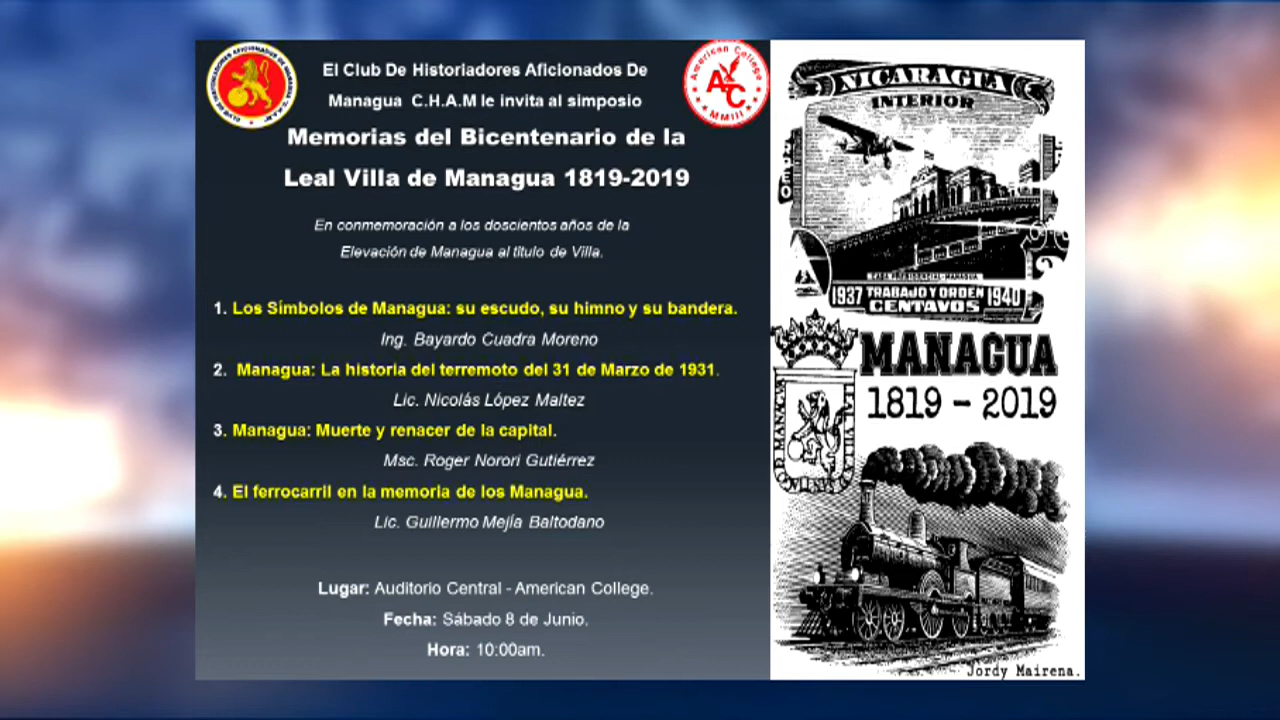 El Club De Historiadores Aficionados De
Managua C.H.A.M le invita al simposio
Memorias del Bicentenario de la
Leal Villa de Managua 1819-2019
En conmemoración a los doscientos años de la
Elevación de Managua al título de Villa.
1. Los Símbolos de Managua: su escudo, su himno y su bandera.
Ing. Bayardo Cuadra Moreno
2. Managua: La historia del terremoto del 31 de Marzo de 1931.
Lic. Nicolás López Maltez
3. Managua: Muerte y renacer de la capital.
Msc. Roger Norori Gutiérrez
4. El ferrocarril en la memoria de los Managua.
Lic. Guillermo Mejía Baltodano
Lugar: Auditorio Central - American College.
Fecha: Sábado 8 de Junio.
Hora: 10:00am.
American College
AC
MMIII
NICARAGUA
INTERIOR
CASA PRESIDENCIAL-MANAGUA
1937 TRABAJO Y ORDEN 1940
CENTAVOS
MANAGUA
1819 - 2019
Jordy Mairena.